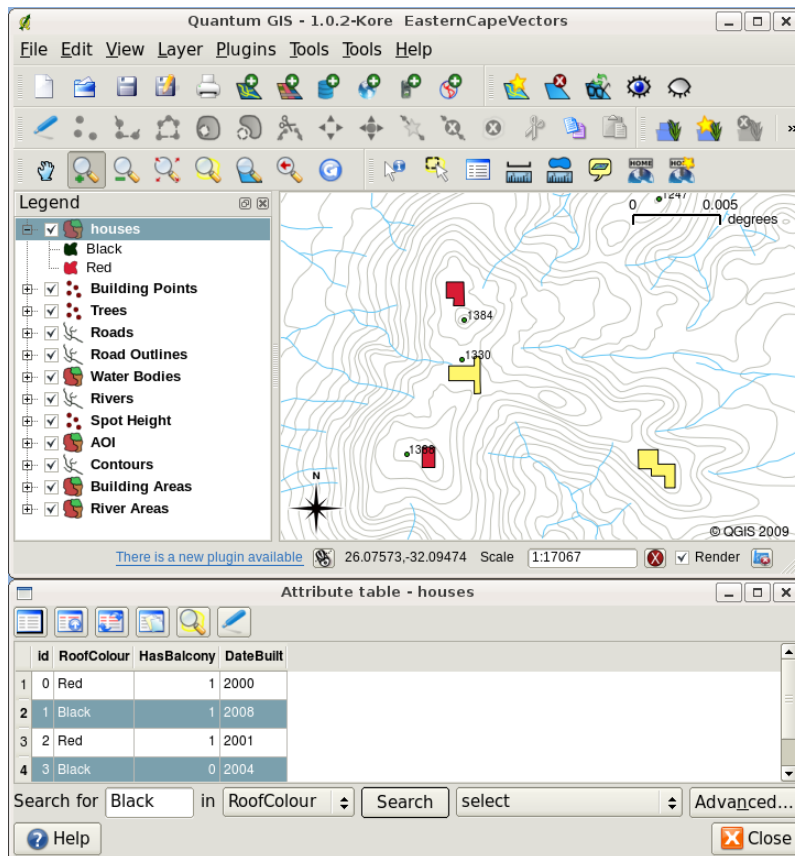 Quantum GIS - 1.0.2-Kore EasternCapeVectors
File Edit View Layer Plugins Tools Tools Help
»
HOME HOME
Legend
houses
Black
Red
Building Points
Trees
Roads
Road Outlines
Water Bodies
Rivers
Spot Height
AOI
Contours
Building Areas
River Areas
1247
0 0.005
degrees
1384
1330
N
© QGIS 2009
There is a new plugin available 26.07573,-32.09474 Scale 1:17067 Render
Attribute table - houses
id RoofColour HasBalcony DateBuilt
1 0 Red 1 2000
2 1 Black 1 2008
3 2 Red 1 2001
4 3 Black 0 2004
Search for Black in RoofColour Search select Advanced...
Help Close